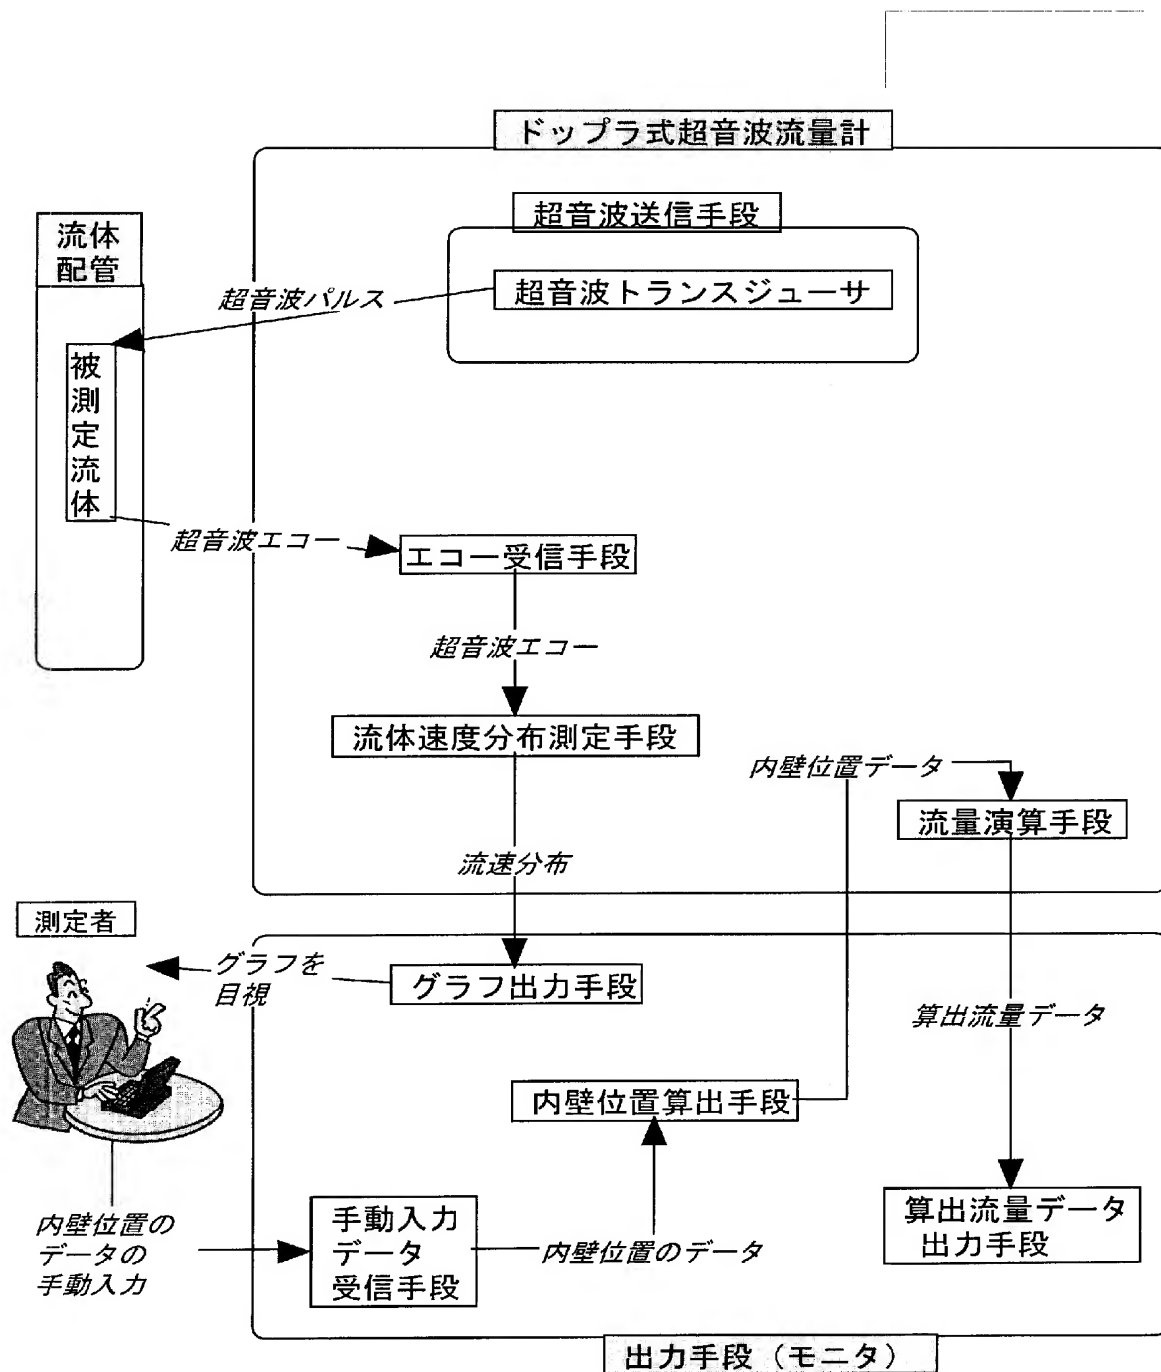 ドップラ式超音波流量計
超音波送信手段
流体
配管
超音波パルス
超音波トランスジューサ
被
測
定
流
体
超音波エコー
エコー受信手段
超音波エコー
流体速度分布測定手段
内壁位置データ
流量演算手段
流速分布
測定者
グラフを
目視
グラフ出力手段
算出流量データ
内壁位置算出手段
内壁位置の
データの
手動入力
手動入力
データ
受信手段
内壁位置のデータ
算出流量データ
出力手段
出力手段（モニタ）